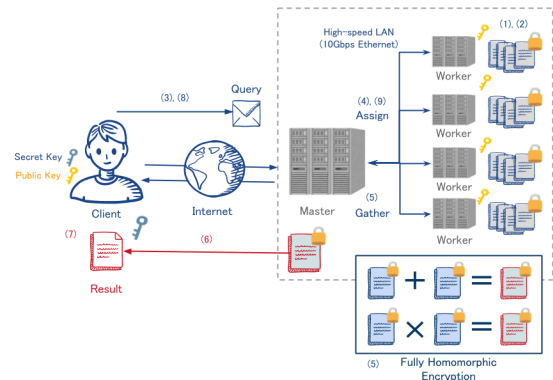 High-speed LAN
(10Gbps Ethernet)
(1), (2)
Worker
Query
(3), (8)
(4), (9)
Assign
Worker
Secret Key
Public Key
Worker
Client
Internet
Master
(5)
Gather
Worker
(7)
(6)
Result
(5)
Fully Homomorphic
Encryption